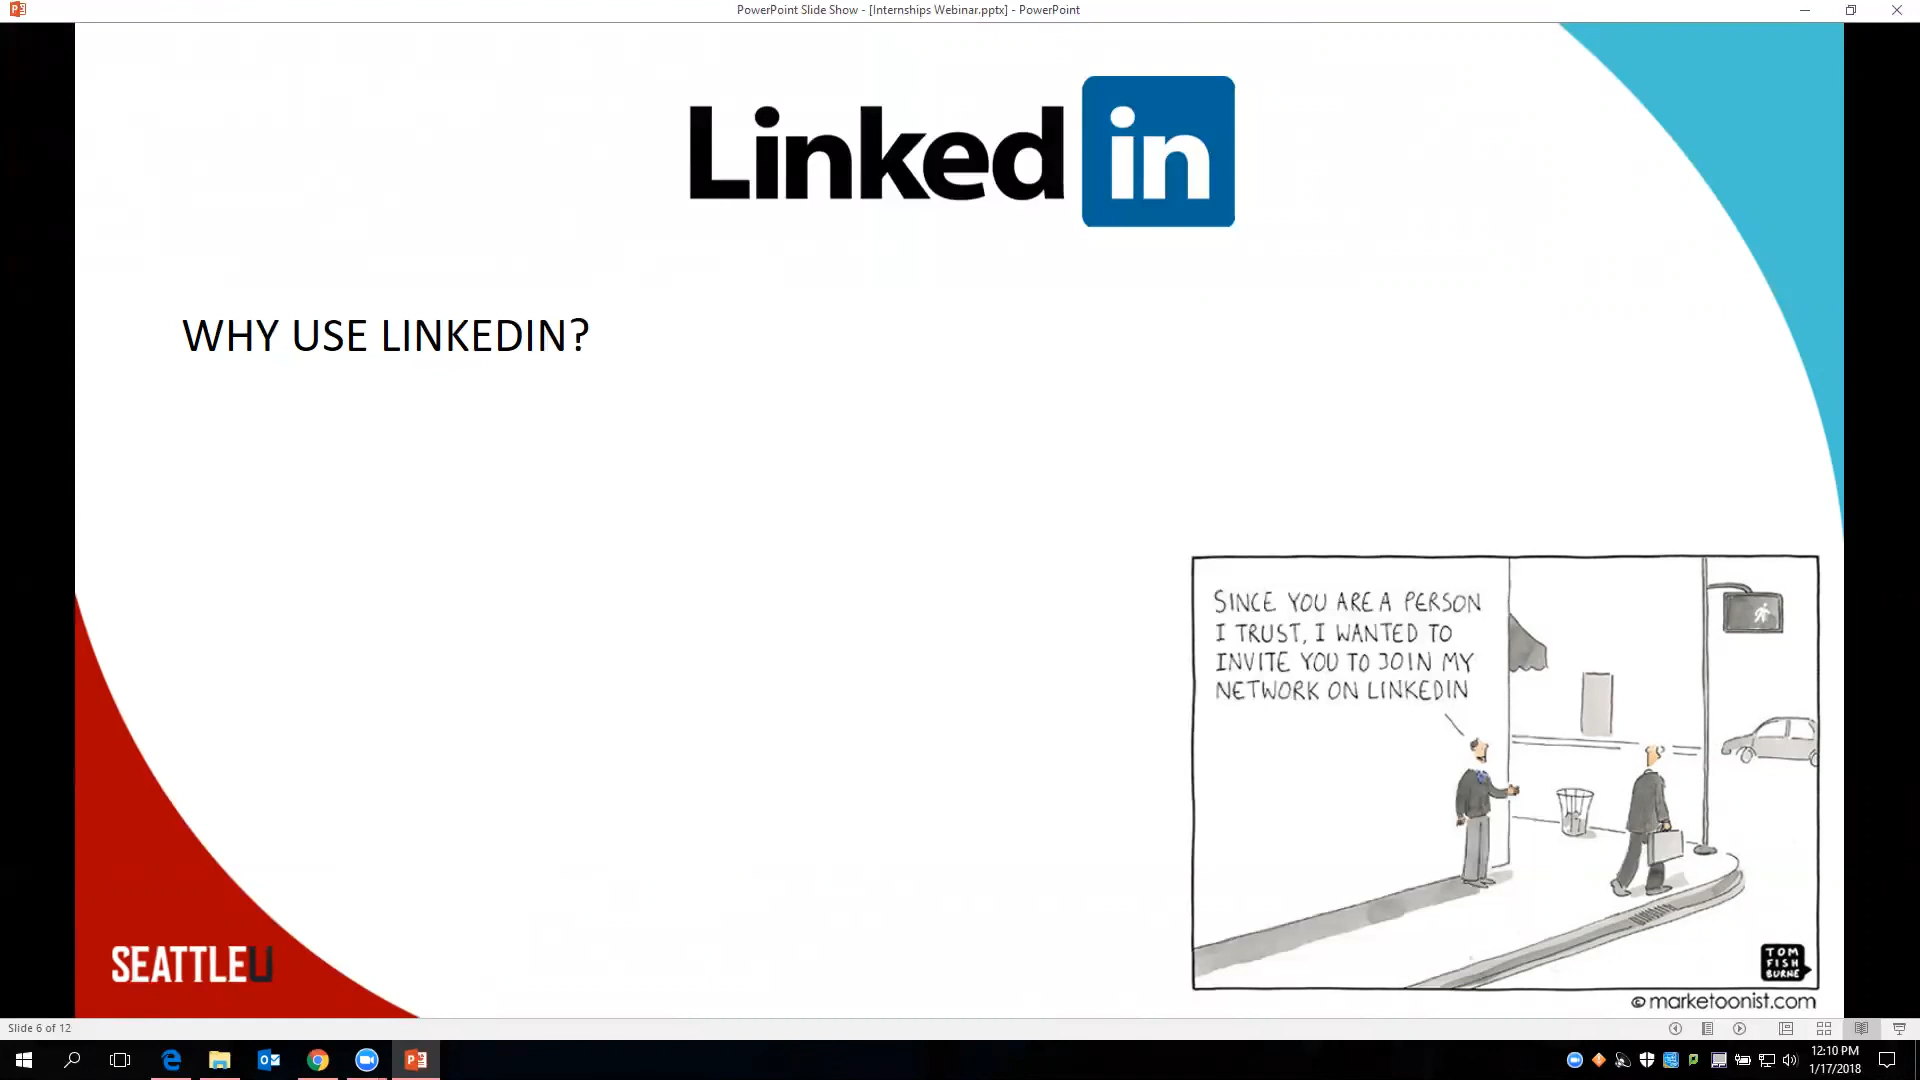 PowerPoint Slide Show - [Internships Webinar.pptx] - PowerPoint
Linked in
WHY USE LINKEDIN?
SINCE YOU ARE A PERSON
I TRUST, I WANTED TO
INVITE YOU TO JOIN MY
NETWORK ON LINKEDIN
TOM
FISH
BURNE
© marketoonist.com
SEATTLEU
Slide 6 of 12
12:10 PM
1/17/2018